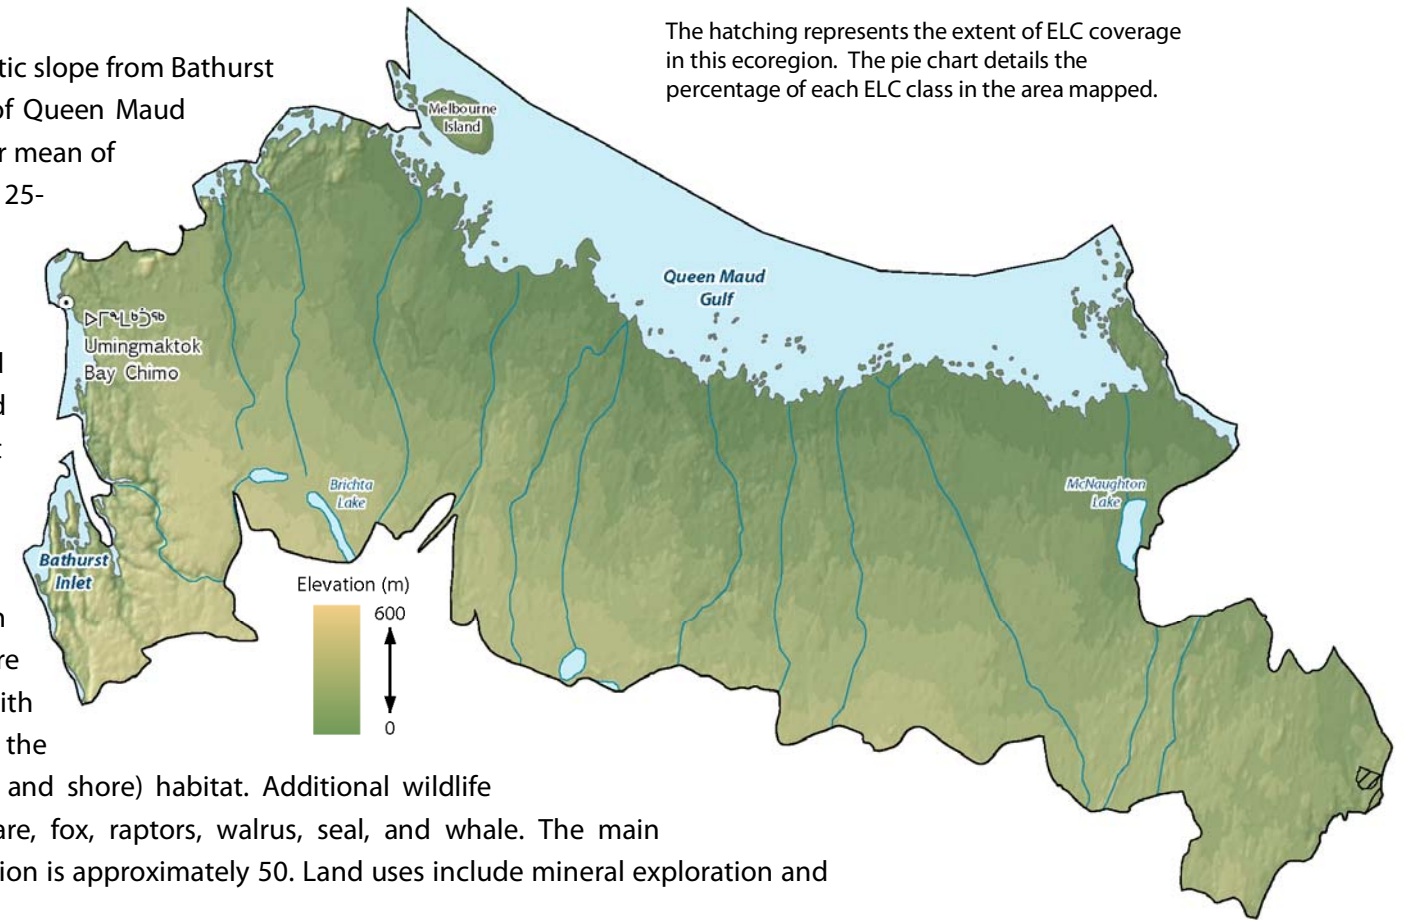 The hatching represents the extent of ELC coverage
in this ecoregion. The pie chart details the
percentage of each ELC class in the area mapped.
tic slope from Bathurst
of Queen Maud
r mean of
25-
Melbourne
Island
Queen Maud
Gulf
ᐅᒥᖕᒪᒃᑑᖅ
Umingmaktok
Bay Chimo
Brichta
Lake
McNaughton
Lake
Bathurst
Inlet
Elevation (m)
600
0
re
ith
the
and shore) habitat. Additional wildlife
are, fox, raptors, walrus, seal, and whale. The main
ion is approximately 50. Land uses include mineral exploration and